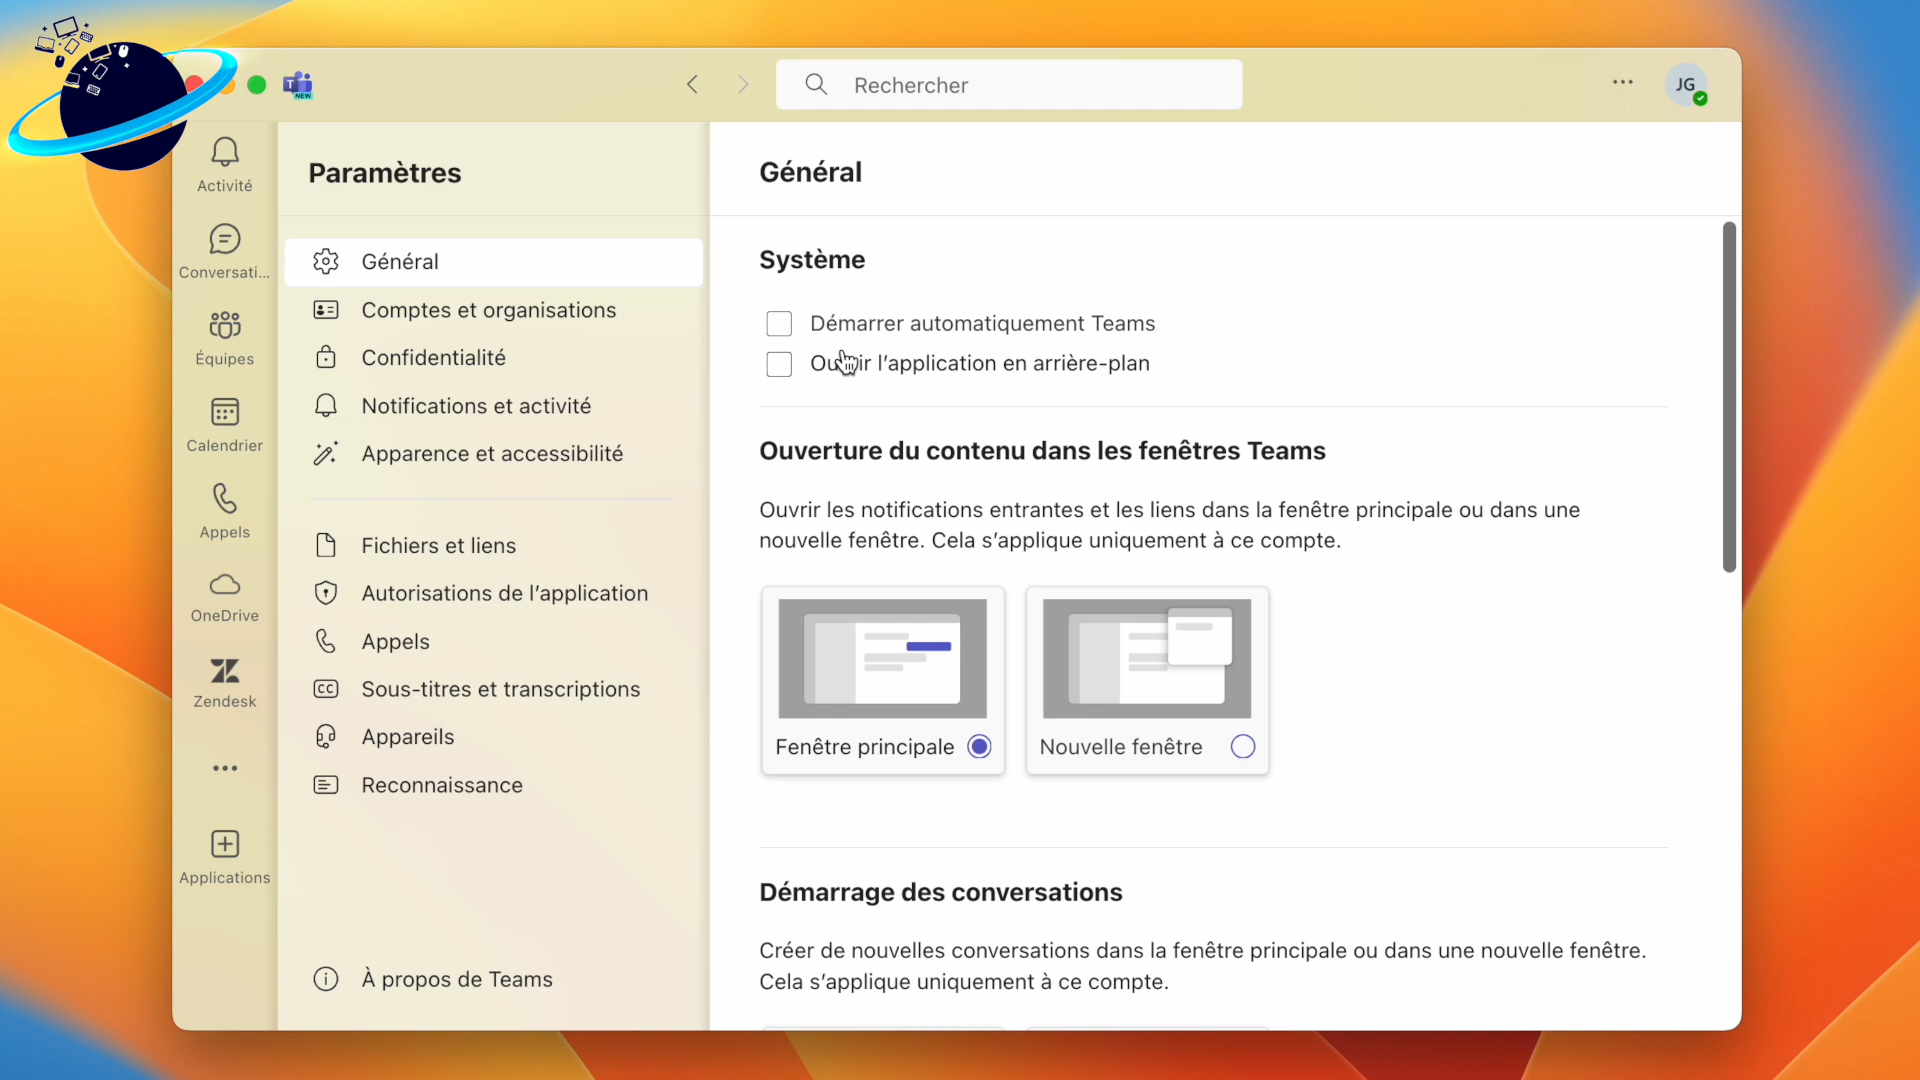 NEW
Rechercher
JG
Activité
Conversati...
Équipes
Calendrier
Appels
OneDrive
Zendesk
Applications
Paramètres
Général
Comptes et organisations
Confidentialité
Notifications et activité
Apparence et accessibilité
Fichiers et liens
Autorisations de l’application
Appels
CC
Sous-titres et transcriptions
Appareils
Reconnaissance
À propos de Teams
Général
Système
Démarrer automatiquement Teams
Ouvrir l’application en arrière-plan
Ouverture du contenu dans les fenêtres Teams
Ouvrir les notifications entrantes et les liens dans la fenêtre principale ou dans une
nouvelle fenêtre. Cela s’applique uniquement à ce compte.
Fenêtre principale
Nouvelle fenêtre
Démarrage des conversations
Créer de nouvelles conversations dans la fenêtre principale ou dans une nouvelle fenêtre.
Cela s’applique uniquement à ce compte.